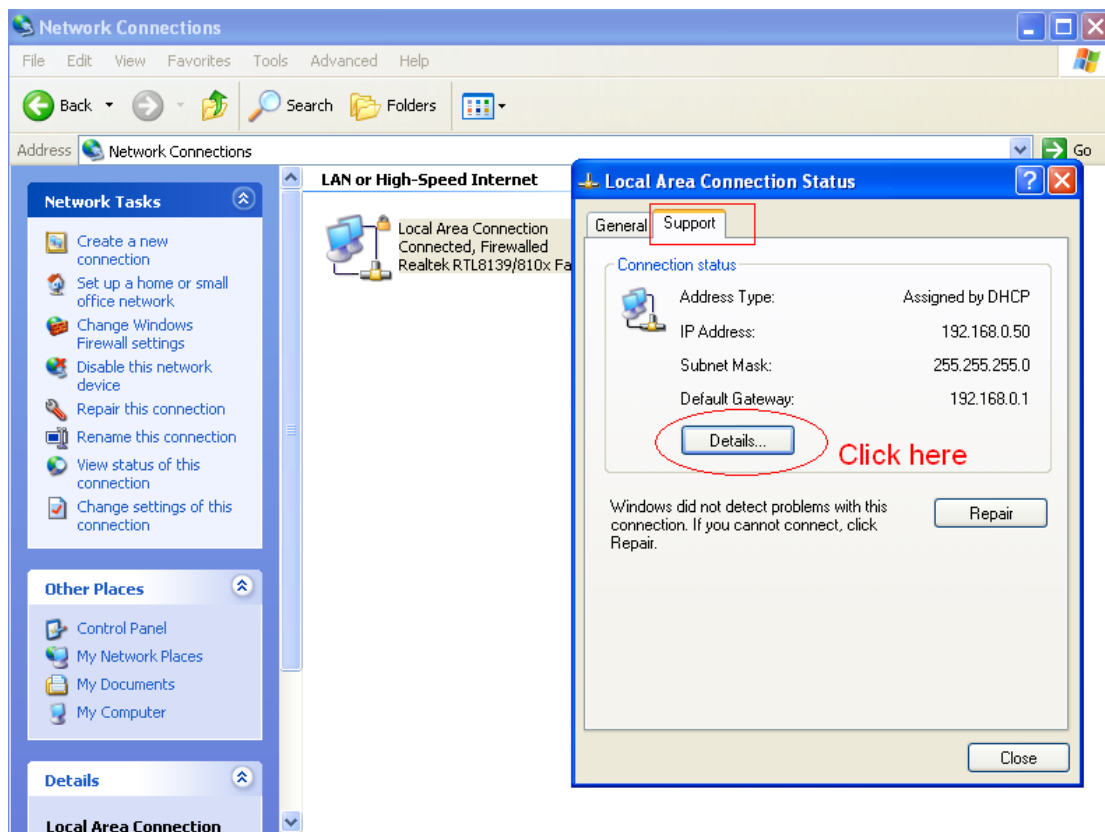 Network Connections
File Edit View Favorites Tools Advanced Help
Back Search Folders
Address Network Connections Go
Network Tasks
Create a new
connection
Set up a home or small
office network
Change Windows
Firewall settings
Disable this network
device
Repair this connection
Rename this connection
View status of this
connection
Change settings of this
connection
Other Places
Control Panel
My Network Places
My Documents
My Computer
Details
Local Area Connection
LAN or High-Speed Internet
Local Area Connection
Connected, Firewalled
Realtek RTL8139/810x Fa
Local Area Connection Status
General Support
Connection status
Address Type: Assigned by DHCP
IP Address: 192.168.0.50
Subnet Mask: 255.255.255.0
Default Gateway: 192.168.0.1
Details...
Click here
Windows did not detect problems with this
connection. If you cannot connect, click
Repair.
Repair
Close